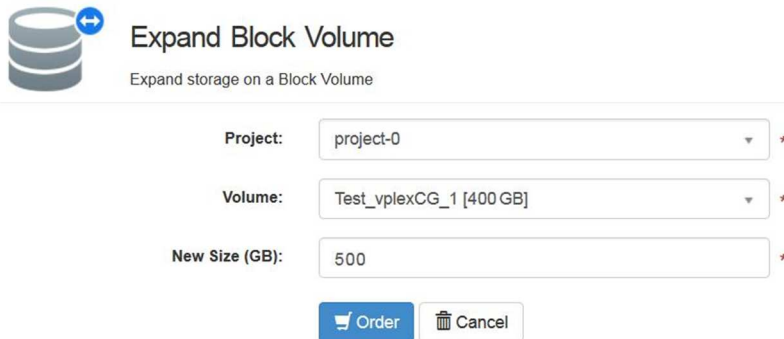 Expand Block Volume
Expand storage on a Block Volume
Project: project-0 *
Volume: Test_vplexCG_1 [400 GB] *
New Size (GB): 500 *
Order Cancel